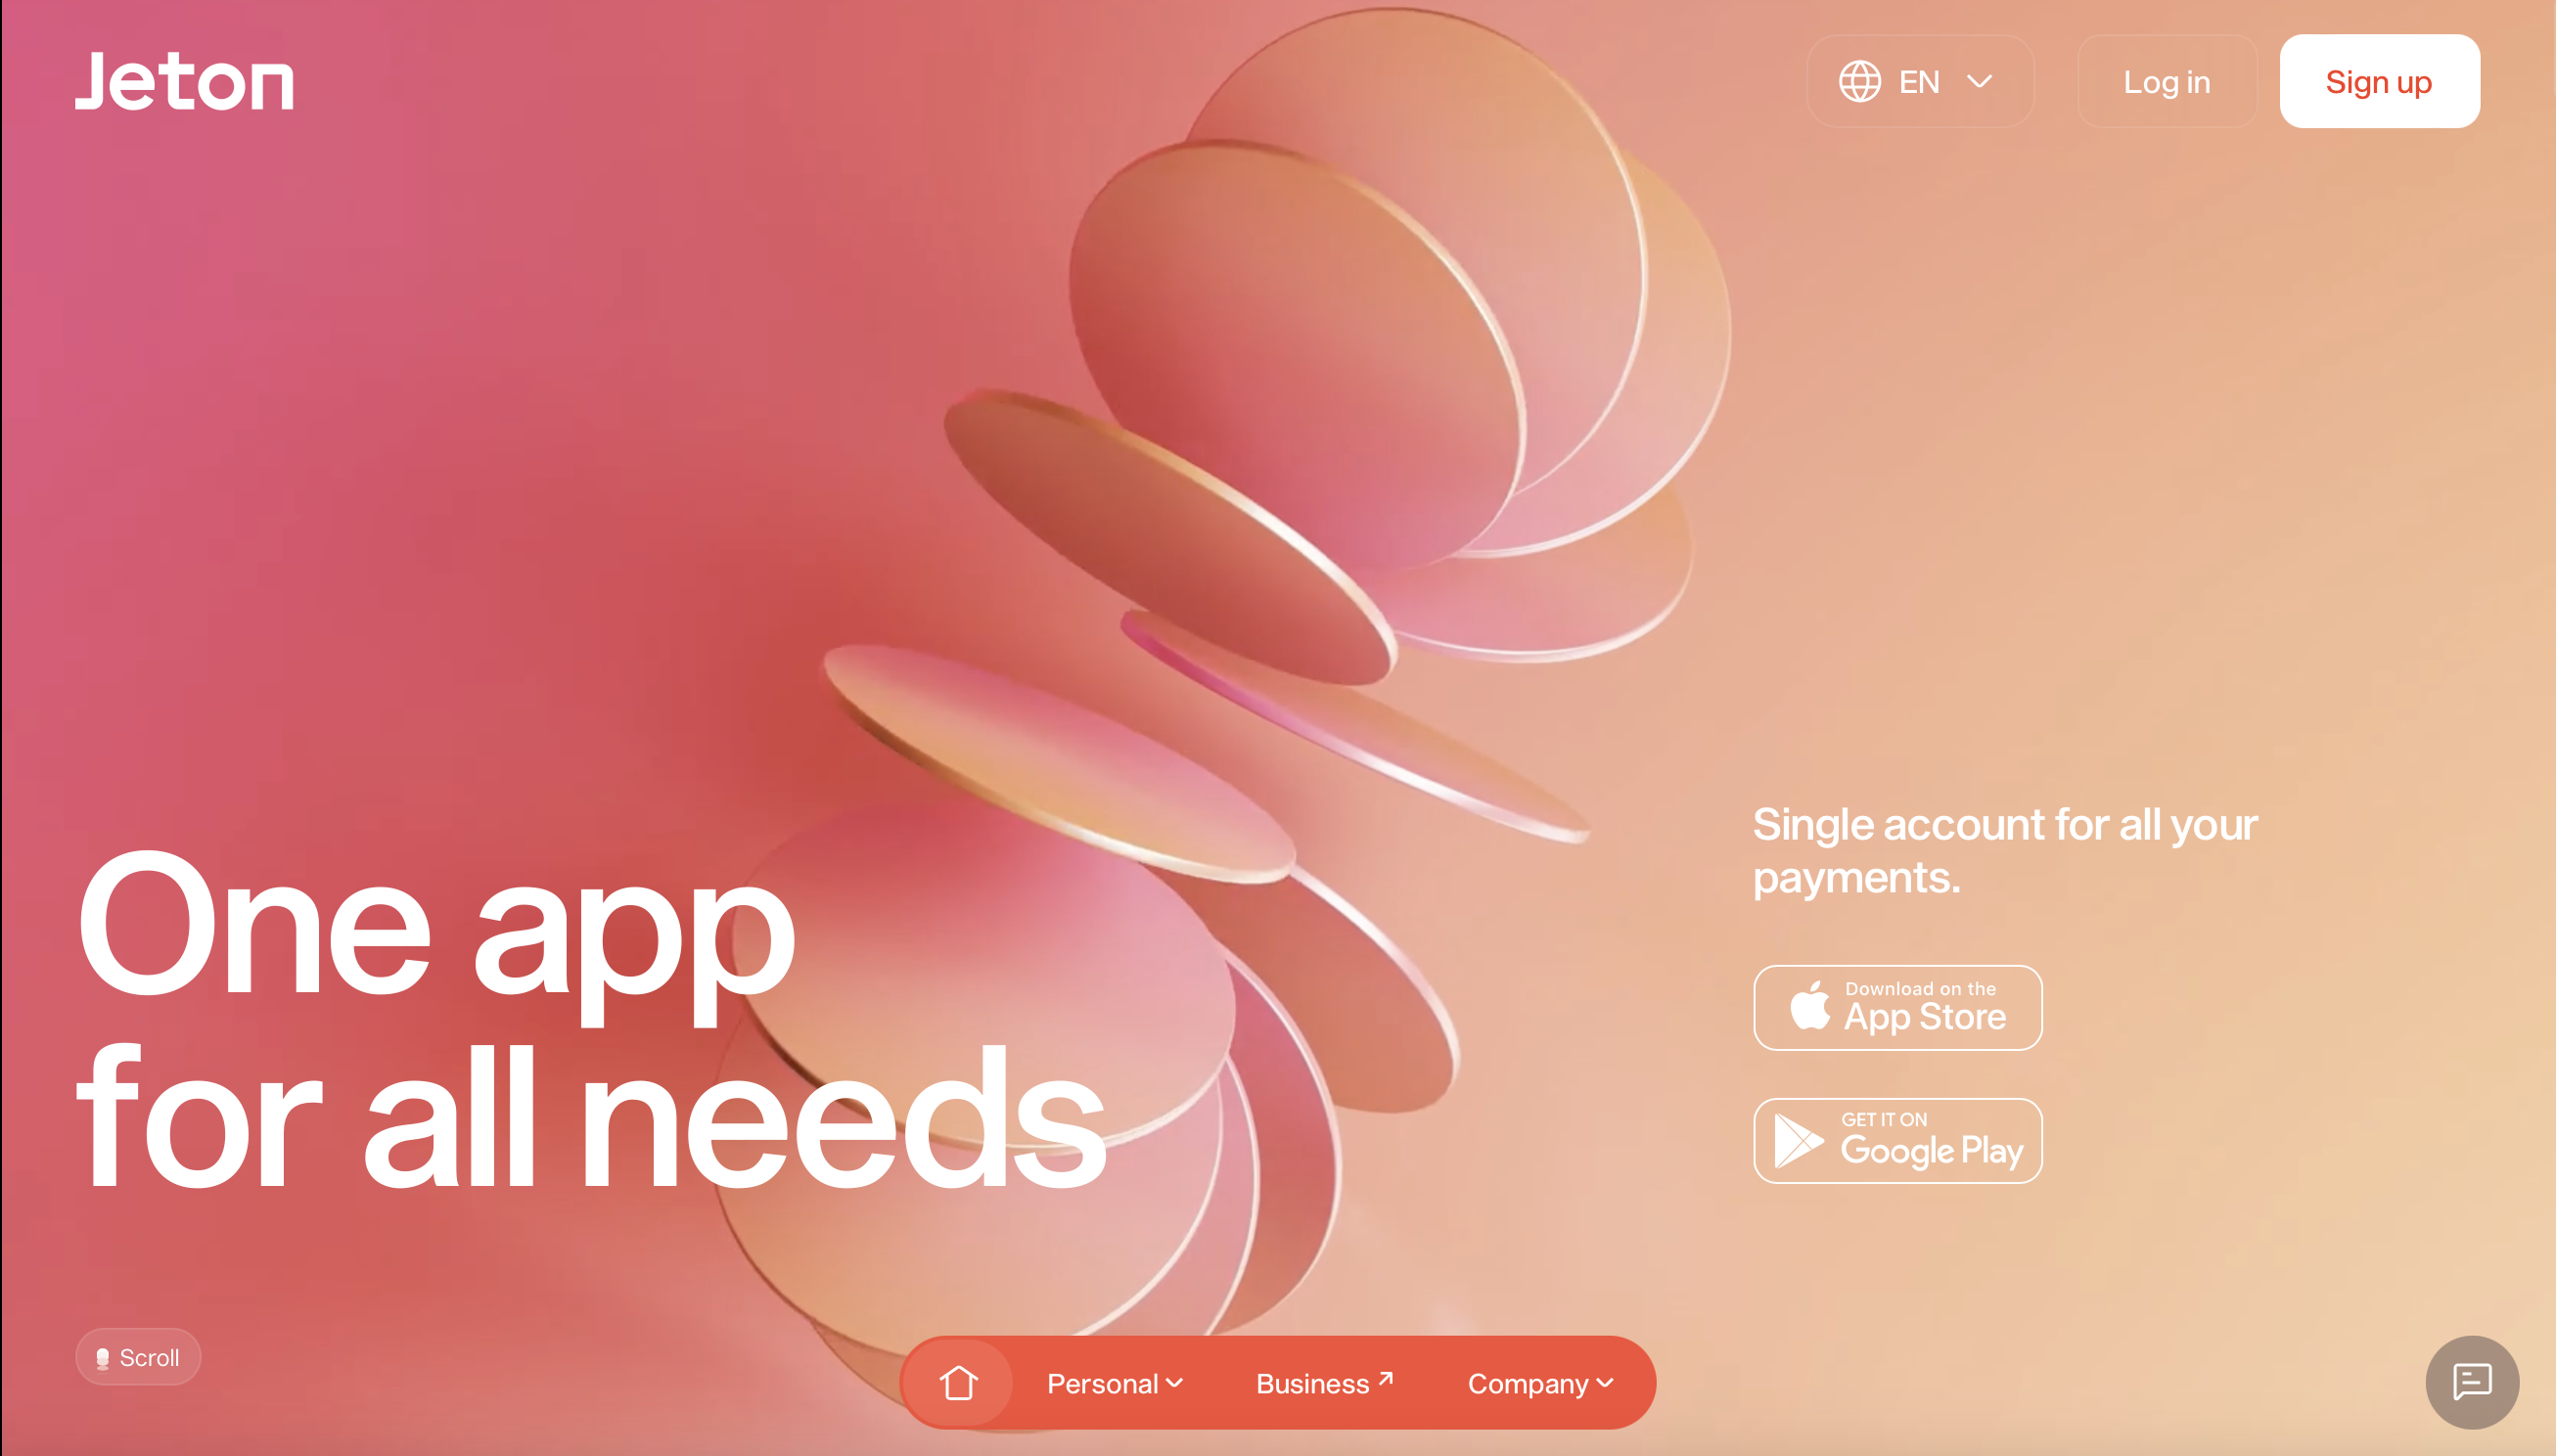 Jeton
EN
Log in
Sign up
One app
for all needs
Single account for all your
payments.
Download on the
App Store
GET IT ON
Google Play
Scroll
Personal
Business
Company